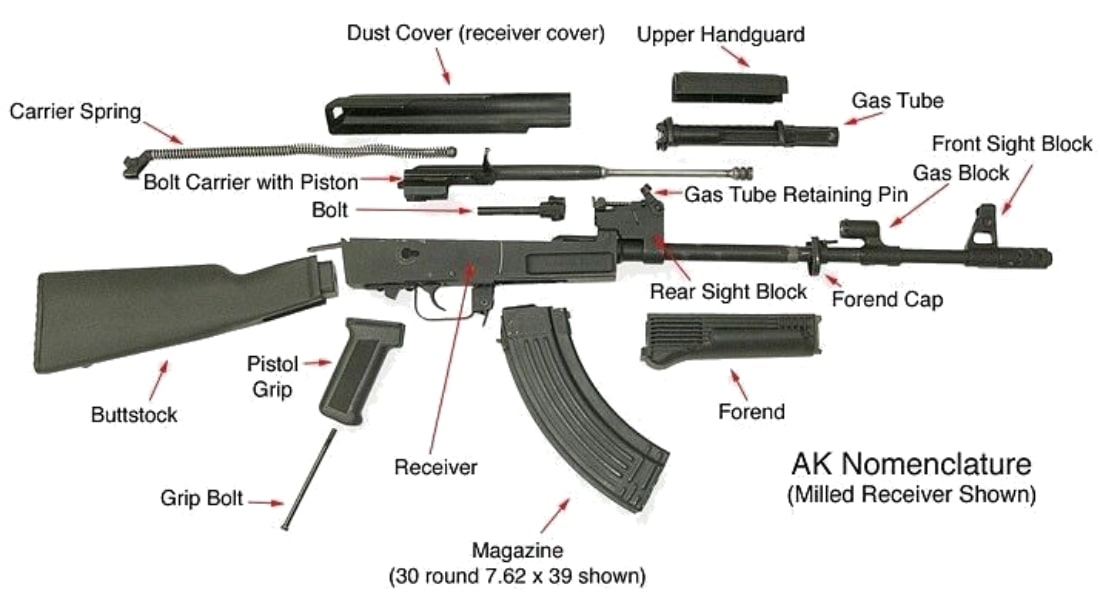 Dust Cover (receiver cover)
Upper Handguard
Carrier Spring
Gas Tube
Front Sight Block
Gas Block
Bolt Carrier with Piston
Gas Tube Retaining Pin
Bolt
Rear Sight Block
Forend Cap
Pistol
Grip
Buttstock
Forend
Receiver
AK Nomenclature
(Milled Receiver Shown)
Grip Bolt
Magazine
(30 round 7.62 x 39 shown)